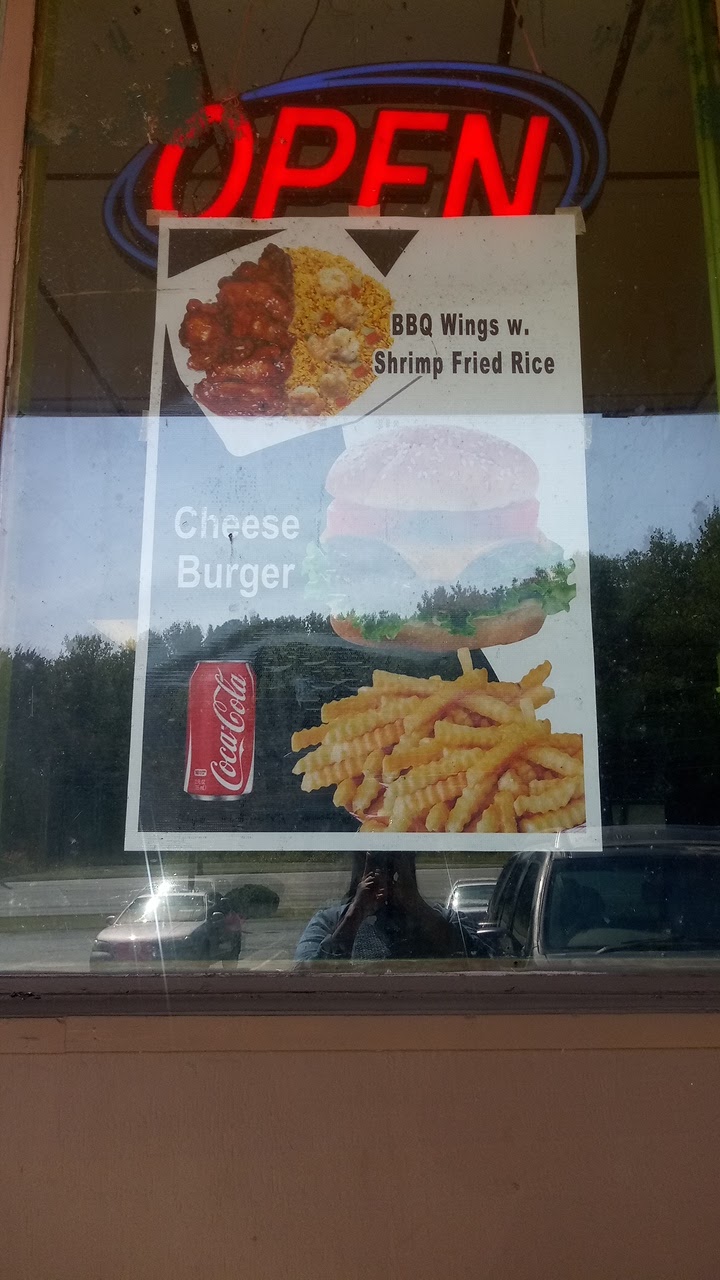 OPEN
BBQ Wings w.
Shrimp Fried Rice
Cheese
Burger
Coca-Cola